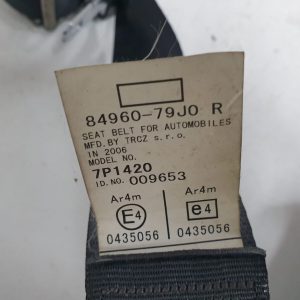 84960-79J0 R
SEAT BELT FOR AUTOMOBILES
MFD.BY TRCZ s.r.o.
IN 2006
MODEL NO.
7P1420
ID.NO. 009653
Ar4m Ar4m
E4 e4
0435056 0435056